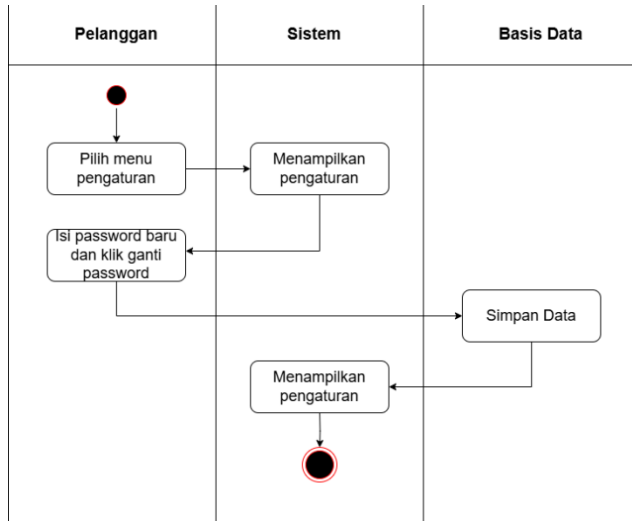 Pelanggan
Sistem
Basis Data
Pilih menu
pengaturan
Menampilkan
pengaturan
Isi password baru
dan klik ganti
password
Simpan Data
Menampilkan
pengaturan